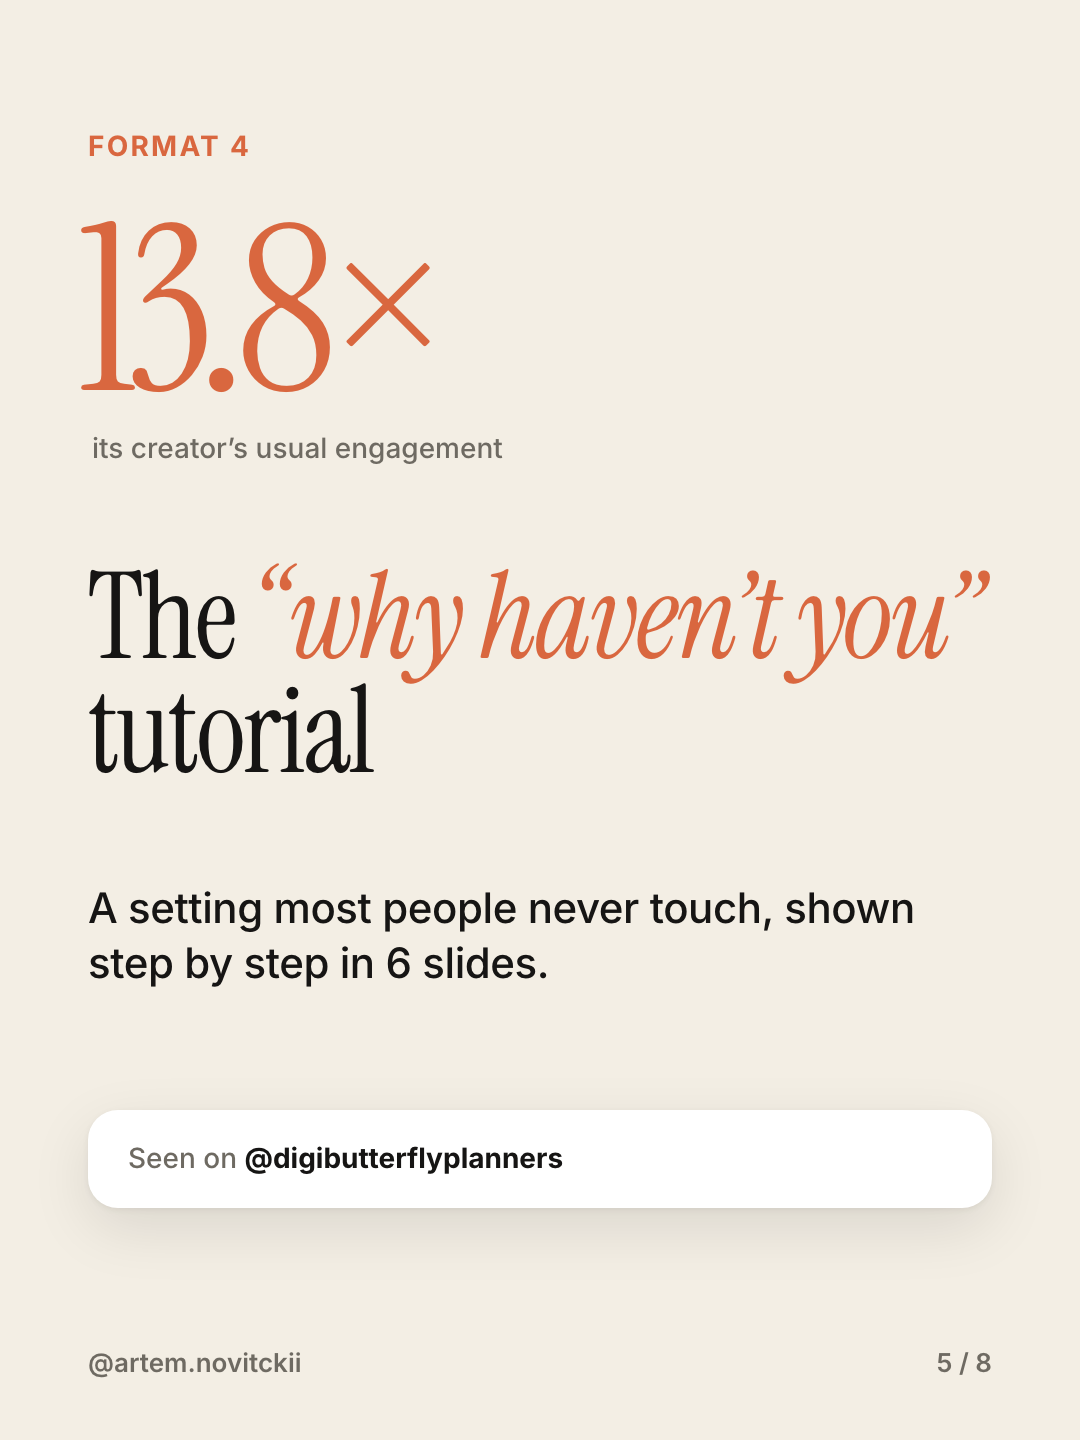 FORMAT 4
13.8×
its creator’s usual engagement
The “why haven’t you”
tutorial
A setting most people never touch, shown
step by step in 6 slides.
Seen on @digibutterflyplanners
@artem.novitckii
5 / 8